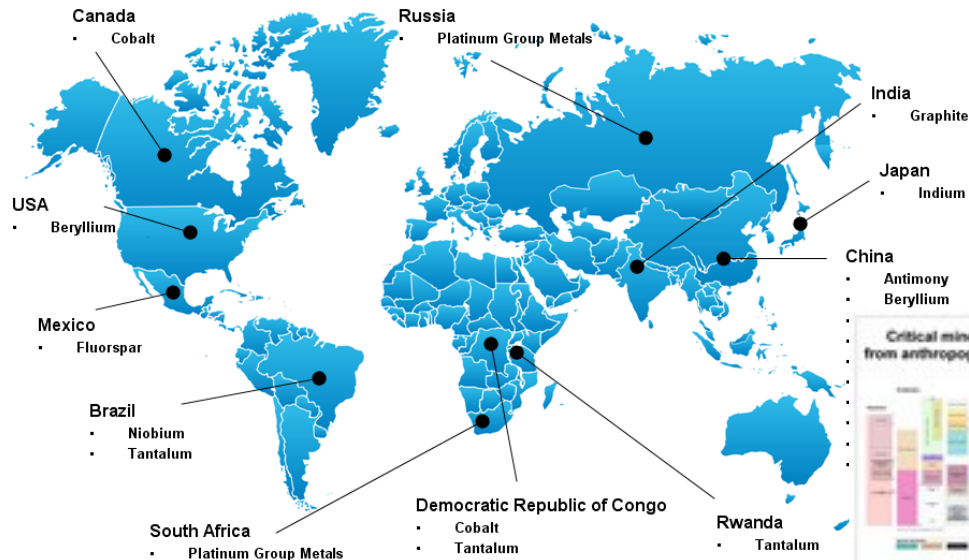 Canada
▪ Cobalt
Russia
▪ Platinum Group Metals
India
▪ Graphite
Japan
▪ Indium
USA
▪ Beryllium
China
▪ Antimony
▪ Beryllium
Mexico
▪ Fluorspar
Brazil
▪ Niobium
▪ Tantalum
South Africa
▪ Platinum Group Metals
Democratic Republic of Congo
▪ Cobalt
▪ Tantalum
Rwanda
▪ Tantalum
Critical mine
from anthropog